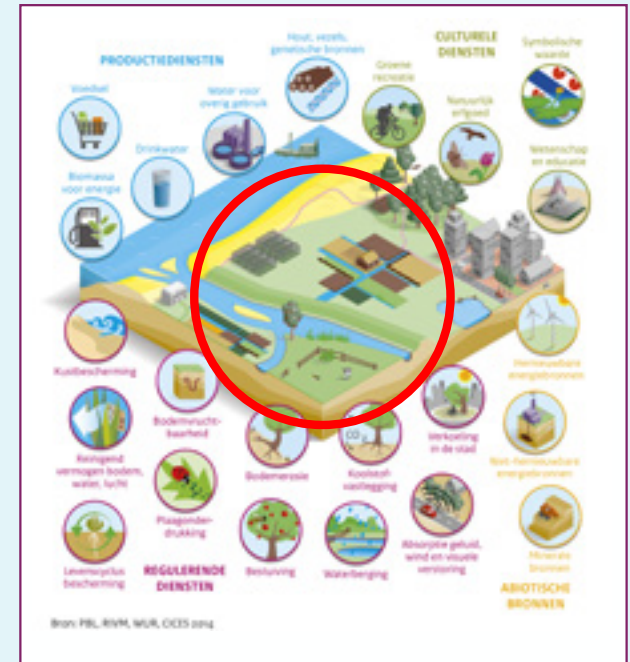 PRODUCTIEDIENSTEN
Hout, vezels,
genetische bronnen
CULTURELE
DIENSTEN
Symbolische
waarde
Voedsel
Water voor
overig gebruik
Groene
recreatie
Natuurlijk
erfgoed
Drinkwater
Wetenschap
en educatie
Biomassa
voor energie
Kustbescherming
Hernieuwbare
energiebronnen
Bodemvrucht-
baarheid
Reinigend
vermogen bodem,
water, lucht
Bodemerosie
CO₂
Koolstof-
vastlegging
Verkoeling
in de stad
Niet-hernieuwbare
energiebronnen
Plaagonder-
drukking
Levenscyclus
bescherming
REGULERENDE
DIENSTEN
Bestuiving
Waterberging
Absorptie geluid,
wind en visuele
verstoring
Minerale
bronnen
ABIOTISCHE
BRONNEN
Bron: PBL, RIVM, WUR, CICES 2014